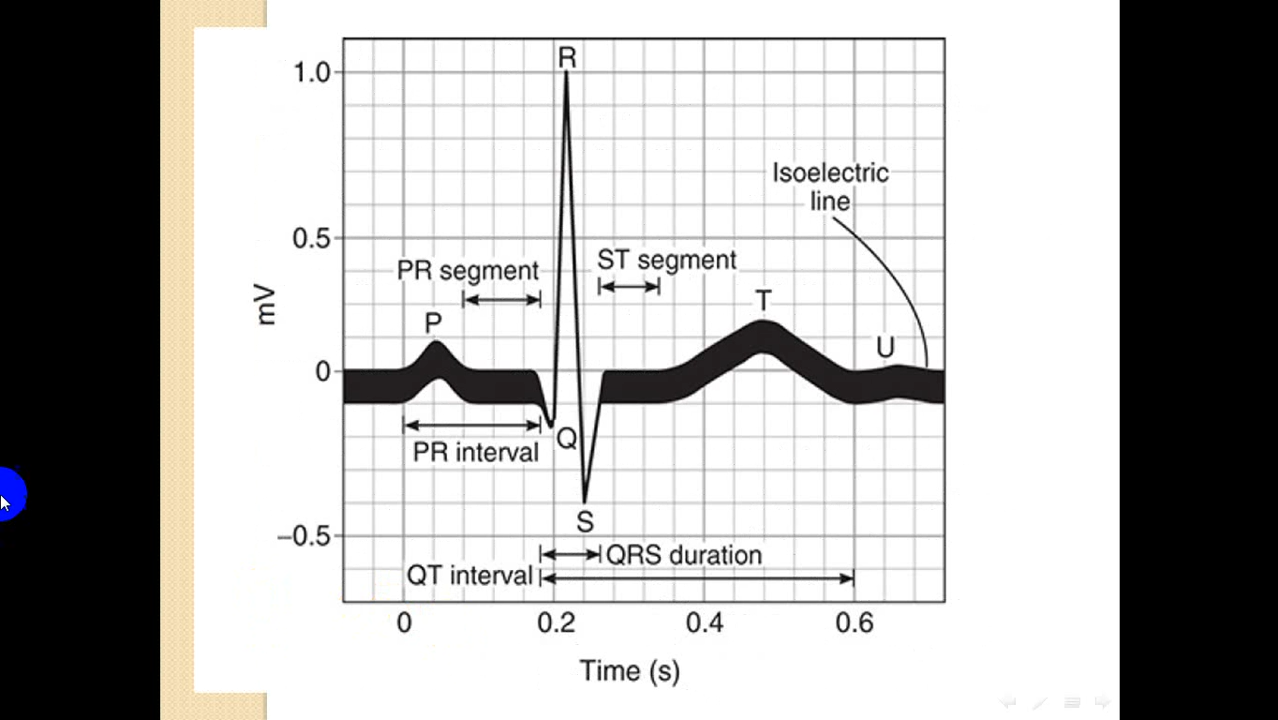 R
1.0
Isoelectric
line
0.5
ST segment
PR segment
mV
T
P
U
0
Q
PR interval
S
−0.5
QRS duration
QT interval
0
0.2
0.4
0.6
Time (s)